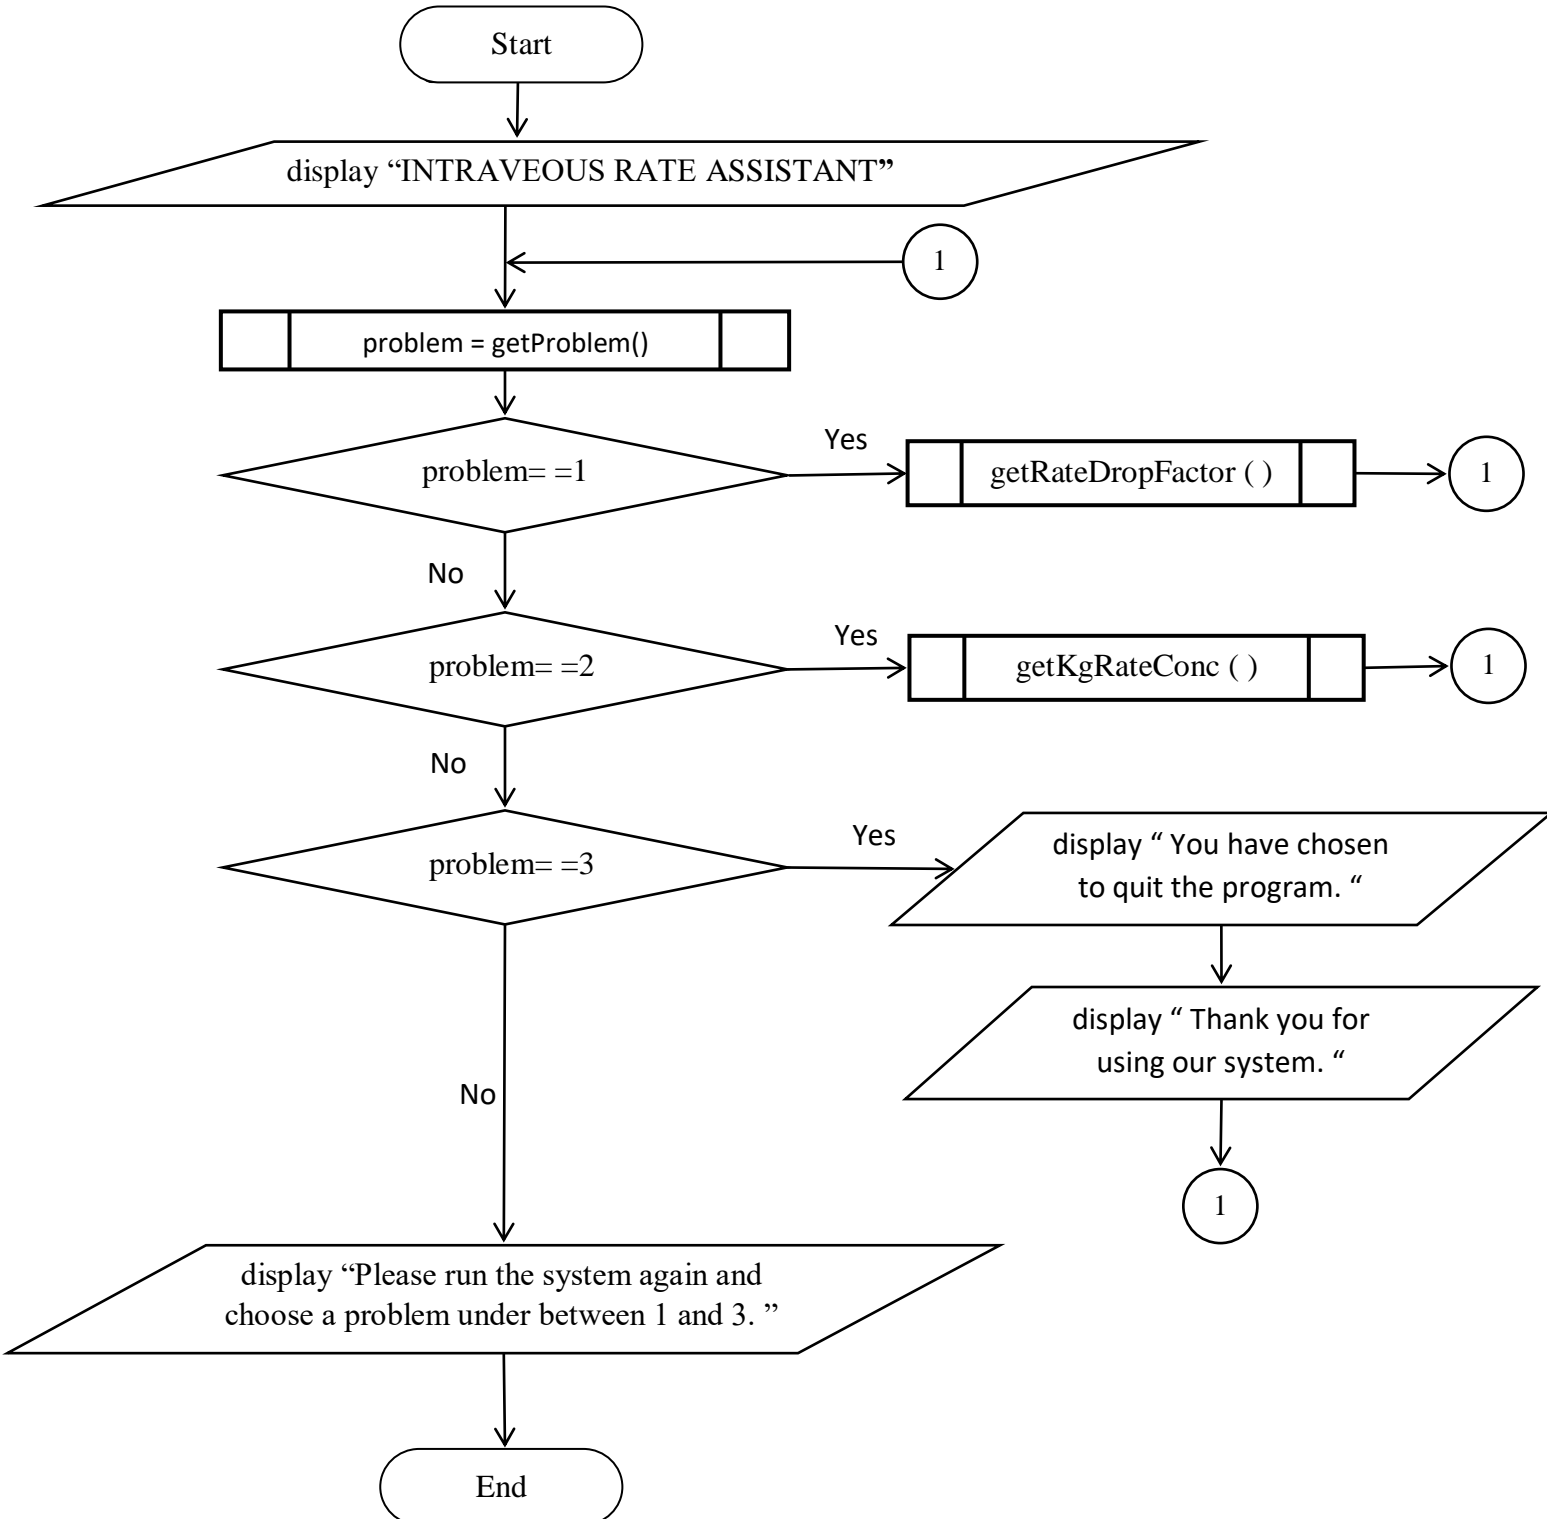 Start
display “INTRAVEOUS RATE ASSISTANT”
1
problem = getProblem()
problem= =1
Yes
getRateDropFactor ( )
1
No
problem= =2
Yes
getKgRateConc ( )
1
No
problem= =3
Yes
display “ You have chosen
to quit the program. “
display “ Thank you for
using our system. “
No
1
display “Please run the system again and
choose a problem under between 1 and 3. ”
End